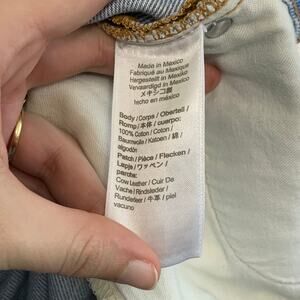 Made in Mexico
Fabriqué au Mexique
Hergestellt in Mexiko
Vervaardigd in Mexico
メキシコ製
hecho en méxico
Body / Corps / Oberteil /
Romp / 本体 / cuerpo:
100% Cotton / Coton /
Baumwolle / Katoen / 綿 /
algodón
Patch / Pièce / Flecken /
Lapje / ワッペン /
parche:
Cow Leather / Cuir De
Vache / Rindsleder /
Rundleer / 牛革 / piel
vacuno